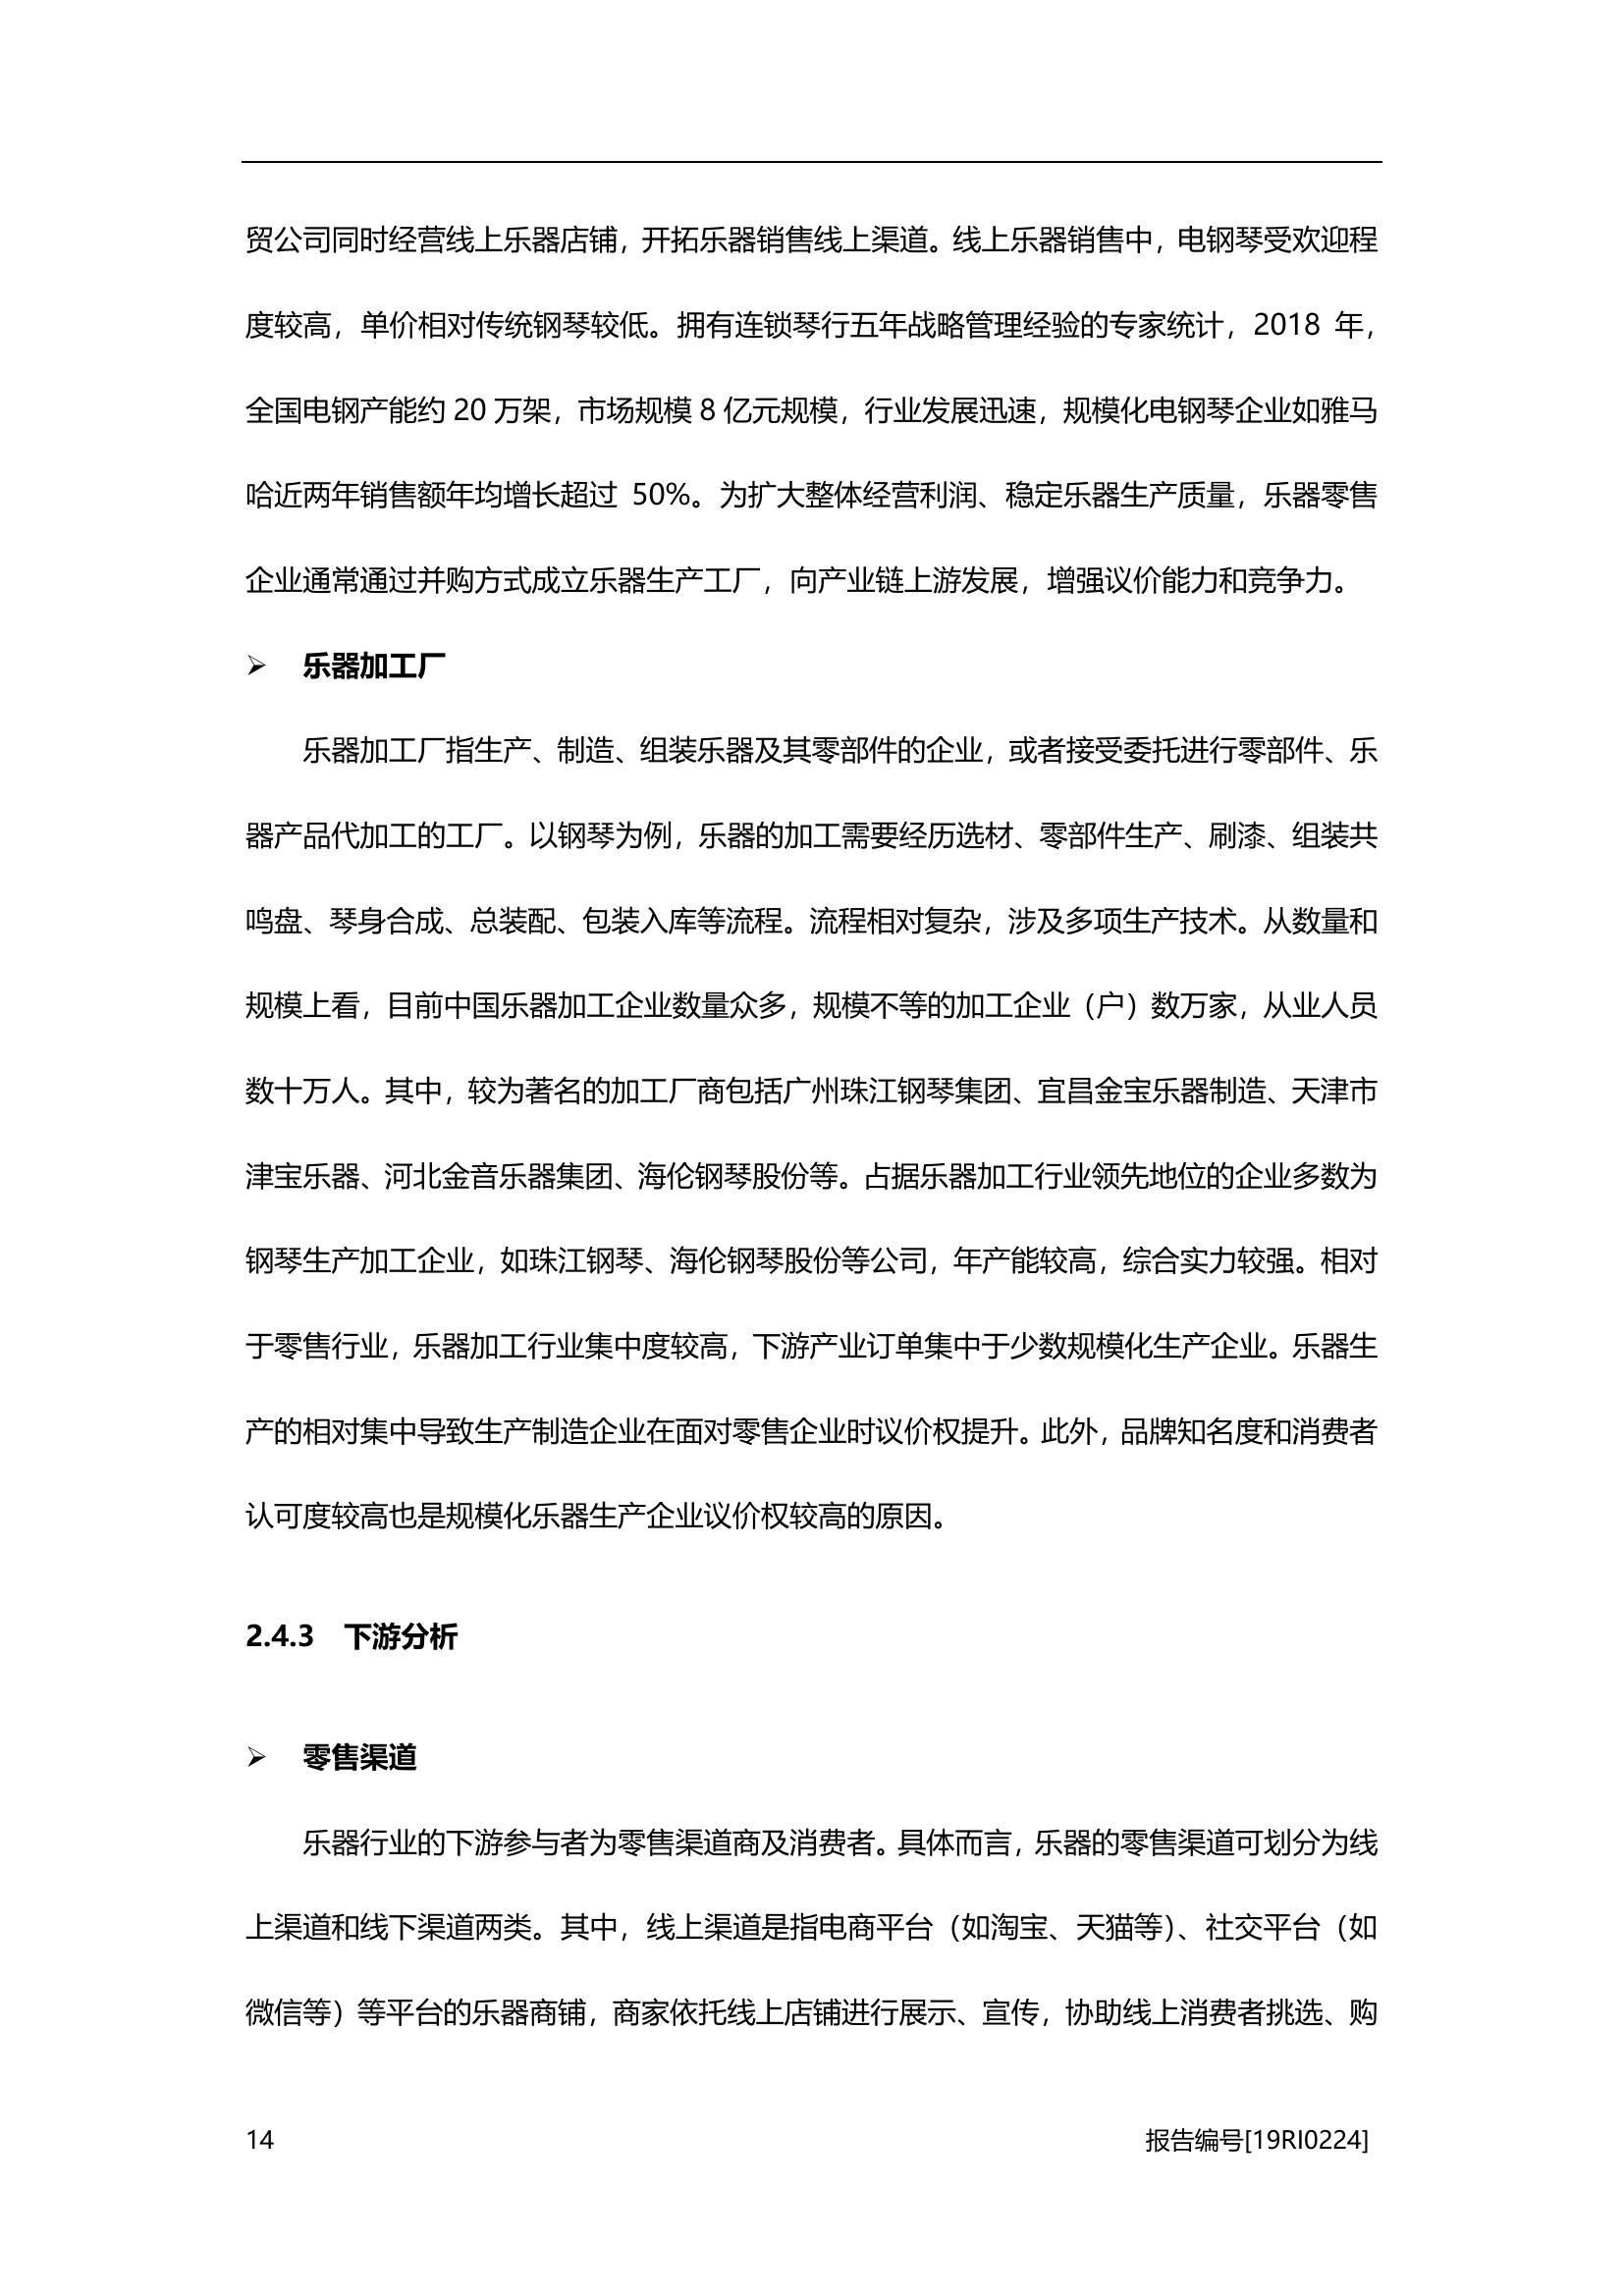 贸公司同时经营线上乐器店铺，开拓乐器销售线上渠道。线上乐器销售中，电钢琴受欢迎程
度较高，单价相对传统钢琴较低。拥有连锁琴行五年战略管理经验的专家统计，2018 年，
全国电钢产能约 20 万架，市场规模 8 亿元规模，行业发展迅速，规模化电钢琴企业如雅马
哈近两年销售额年均增长超过 50%。为扩大整体经营利润、稳定乐器生产质量，乐器零售
企业通常通过并购方式成立乐器生产工厂，向产业链上游发展，增强议价能力和竞争力。
➢ 乐器加工厂
乐器加工厂指生产、制造、组装乐器及其零部件的企业，或者接受委托进行零部件、乐
器产品代加工的工厂。以钢琴为例，乐器的加工需要经历选材、零部件生产、刷漆、组装共
鸣盘、琴身合成、总装配、包装入库等流程。流程相对复杂，涉及多项生产技术。从数量和
规模上看，目前中国乐器加工企业数量众多，规模不等的加工企业（户）数万家，从业人员
数十万人。其中，较为著名的加工厂商包括广州珠江钢琴集团、宜昌金宝乐器制造、天津市
津宝乐器、河北金音乐器集团、海伦钢琴股份等。占据乐器加工行业领先地位的企业多数为
钢琴生产加工企业，如珠江钢琴、海伦钢琴股份等公司，年产能较高，综合实力较强。相对
于零售行业，乐器加工行业集中度较高，下游产业订单集中于少数规模化生产企业。乐器生
产的相对集中导致生产制造企业在面对零售企业时议价权提升。此外，品牌知名度和消费者
认可度较高也是规模化乐器生产企业议价权较高的原因。
2.4.3 下游分析
➢ 零售渠道
乐器行业的下游参与者为零售渠道商及消费者。具体而言，乐器的零售渠道可划分为线
上渠道和线下渠道两类。其中，线上渠道是指电商平台（如淘宝、天猫等）、社交平台（如
微信等）等平台的乐器商铺，商家依托线上店铺进行展示、宣传，协助线上消费者挑选、购
14 报告编号[19RI0224]